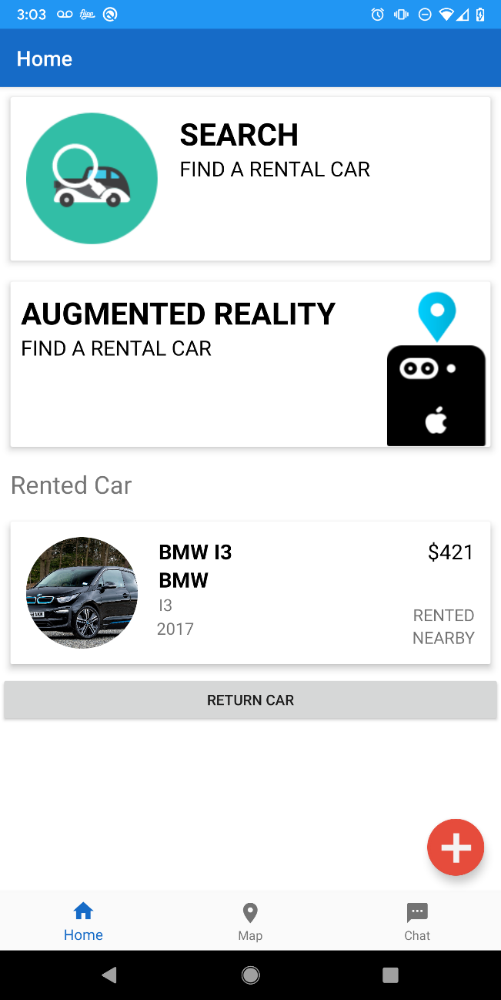 3:03
flipp
Home
SEARCH
FIND A RENTAL CAR
AUGMENTED REALITY
FIND A RENTAL CAR
Rented Car
BMW I3
$421
BMW
I3
RENTED
2017
NEARBY
RETURN CAR
Home
Map
Chat